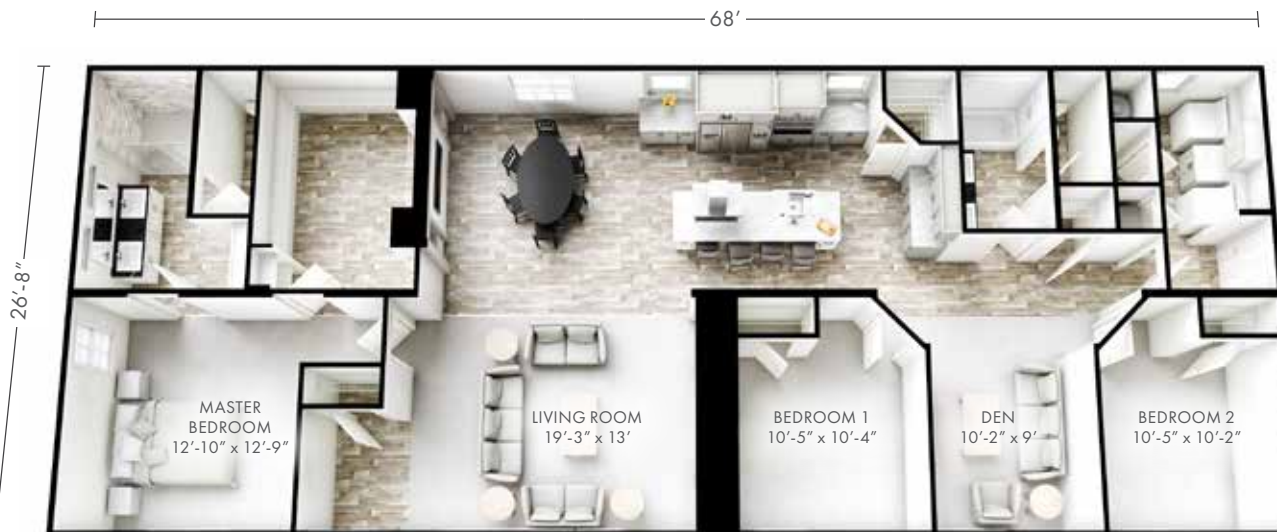 68'
26'-8"
MASTER
BEDROOM
12'-10" x 12'-9"
LIVING ROOM
19'-3" x 13'
BEDROOM 1
10'-5" x 10'-4"
DEN
10'-2" x 9'
BEDROOM 2
10'-5" x 10'-2"